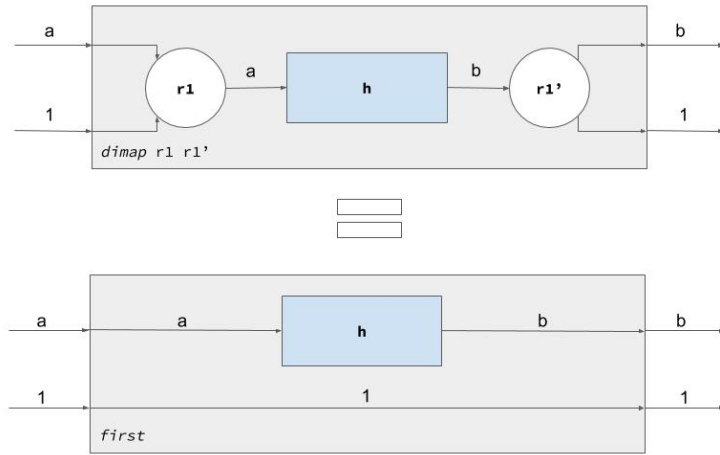 a b
a b
r1 h r1’
1 1
dimap r1 r1’
a a h b b
1 1 1
first